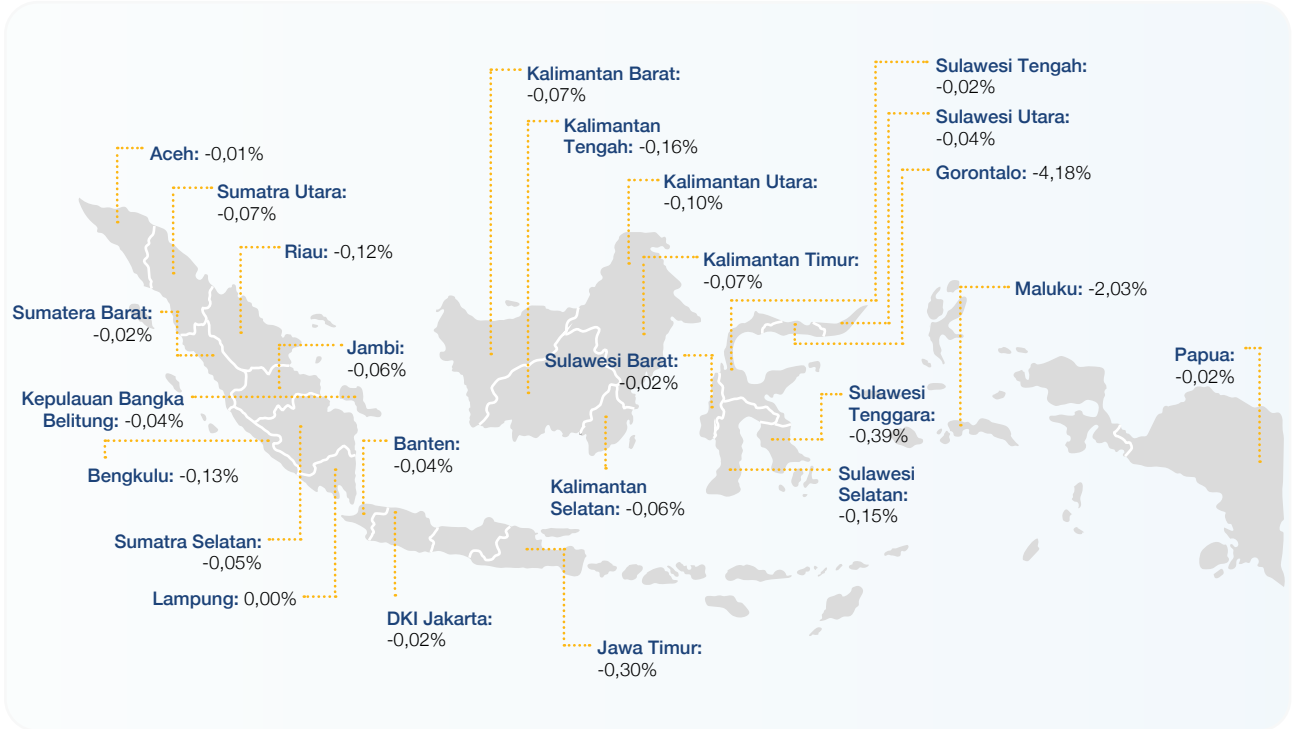 Kalimantan Barat:
-0,07%
Kalimantan
Tengah: -0,16%
Sulawesi Tengah:
-0,02%
Sulawesi Utara:
-0,04%
Gorontalo: -4,18%
Aceh: -0,01%
Sumatra Utara:
-0,07%
Kalimantan Utara:
-0,10%
Riau: -0,12%
Kalimantan Timur:
-0,07%
Maluku: -2,03%
Sumatera Barat:
-0,02%
Jambi:
-0,06%
Sulawesi Barat:
-0,02%
Papua:
-0,02%
Kepulauan Bangka
Belitung: -0,04%
Sulawesi
Tenggara:
-0,39%
Banten:
-0,04%
Bengkulu: -0,13%
Kalimantan
Selatan: -0,06%
Sulawesi
Selatan:
-0,15%
Sumatra Selatan:
-0,05%
Lampung: 0,00%
DKI Jakarta:
-0,02%
Jawa Timur:
-0,30%